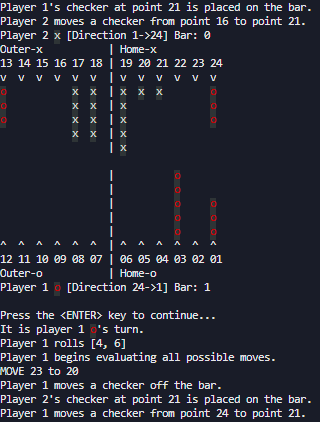 Player 1's checker at point 21 is placed on the bar.
Player 2 moves a checker from point 16 to point 21.
Player 2 x [Direction 1->24] Bar: 0
Outer-x | Home-x
13 14 15 16 17 18 | 19 20 21 22 23 24
v v v v v v | v v v v v v
o x x | x x x o
o x x | x o
o x x | x o
x x | x
| x
|
| o
| o
| o o
| o o
| o o
^ ^ ^ ^ ^ ^ | ^ ^ ^ ^ ^ ^
12 11 10 09 08 07 | 06 05 04 03 02 01
Outer-o | Home-o
Player 1 o [Direction 24->1] Bar: 1
Press the <ENTER> key to continue...
It is player 1 o's turn.
Player 1 rolls [4, 6]
Player 1 begins evaluating all possible moves.
MOVE 23 to 20
Player 1 moves a checker off the bar.
Player 2's checker at point 21 is placed on the bar.
Player 1 moves a checker from point 24 to point 21.